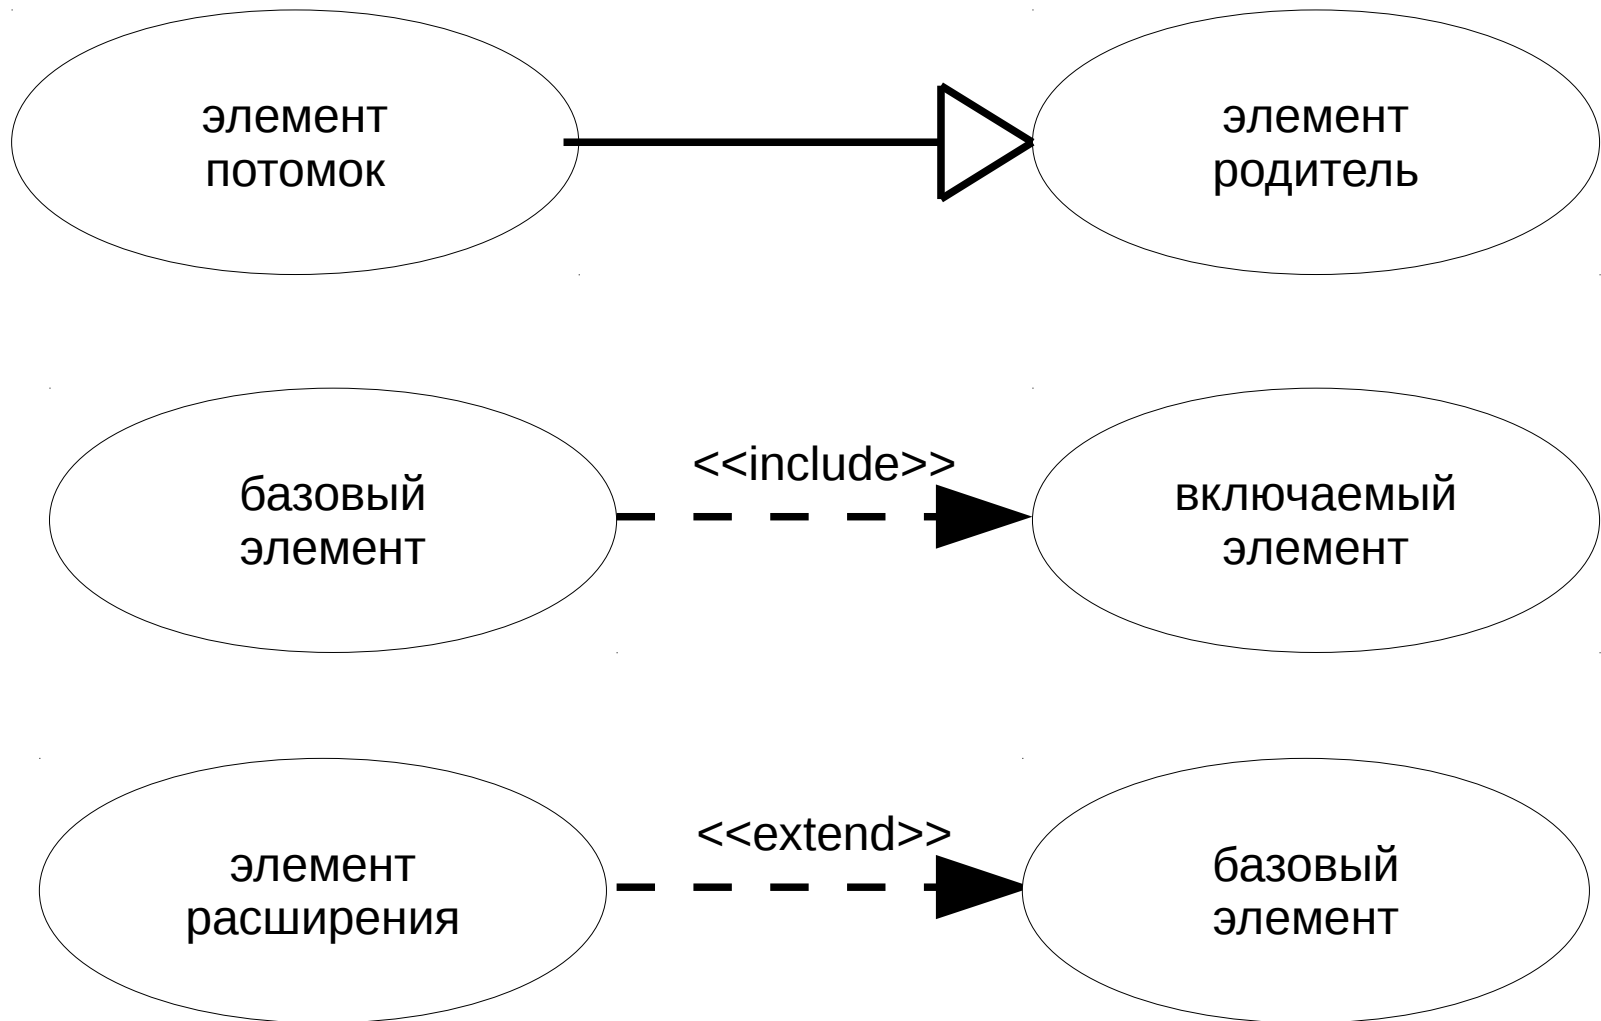 элемент
потомок
элемент
родитель
базовый
элемент
<<include>>
включаемый
элемент
элемент
расширения
<<extend>>
базовый
элемент